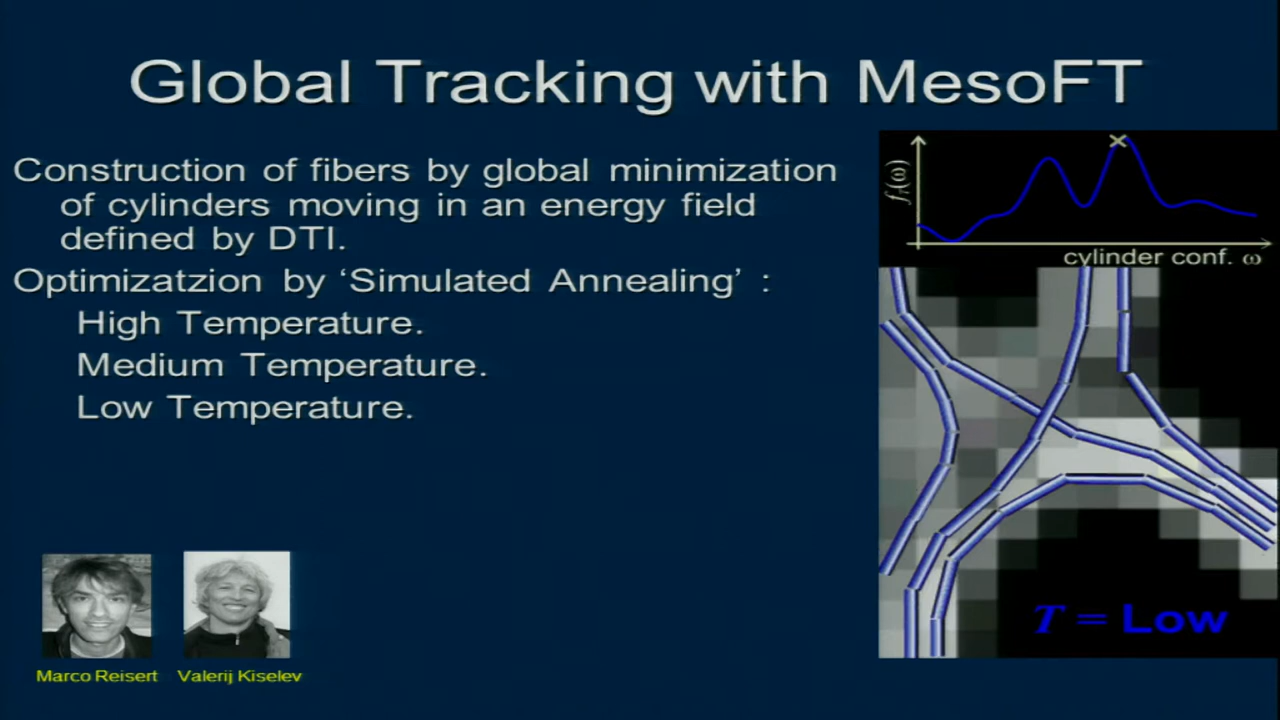 Global Tracking with MesoFT
Construction of fibers by global minimization
of cylinders moving in an energy field
defined by DTI.
Optimizatzion by ‘Simulated Annealing’ :
High Temperature.
Medium Temperature.
Low Temperature.
f_T(ω)
cylinder conf. ω
T = Low
Marco Reisert
Valerij Kiselev